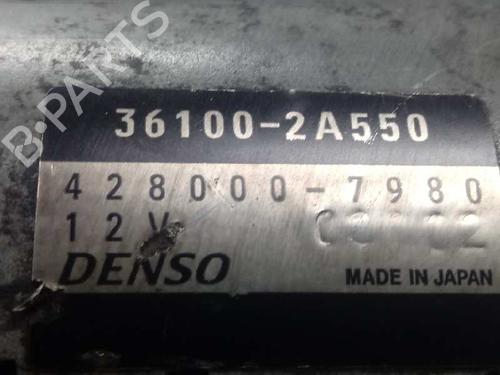 B-PARTS
36100-2A550
428000-7980
12V
DENSO
MADE IN JAPAN